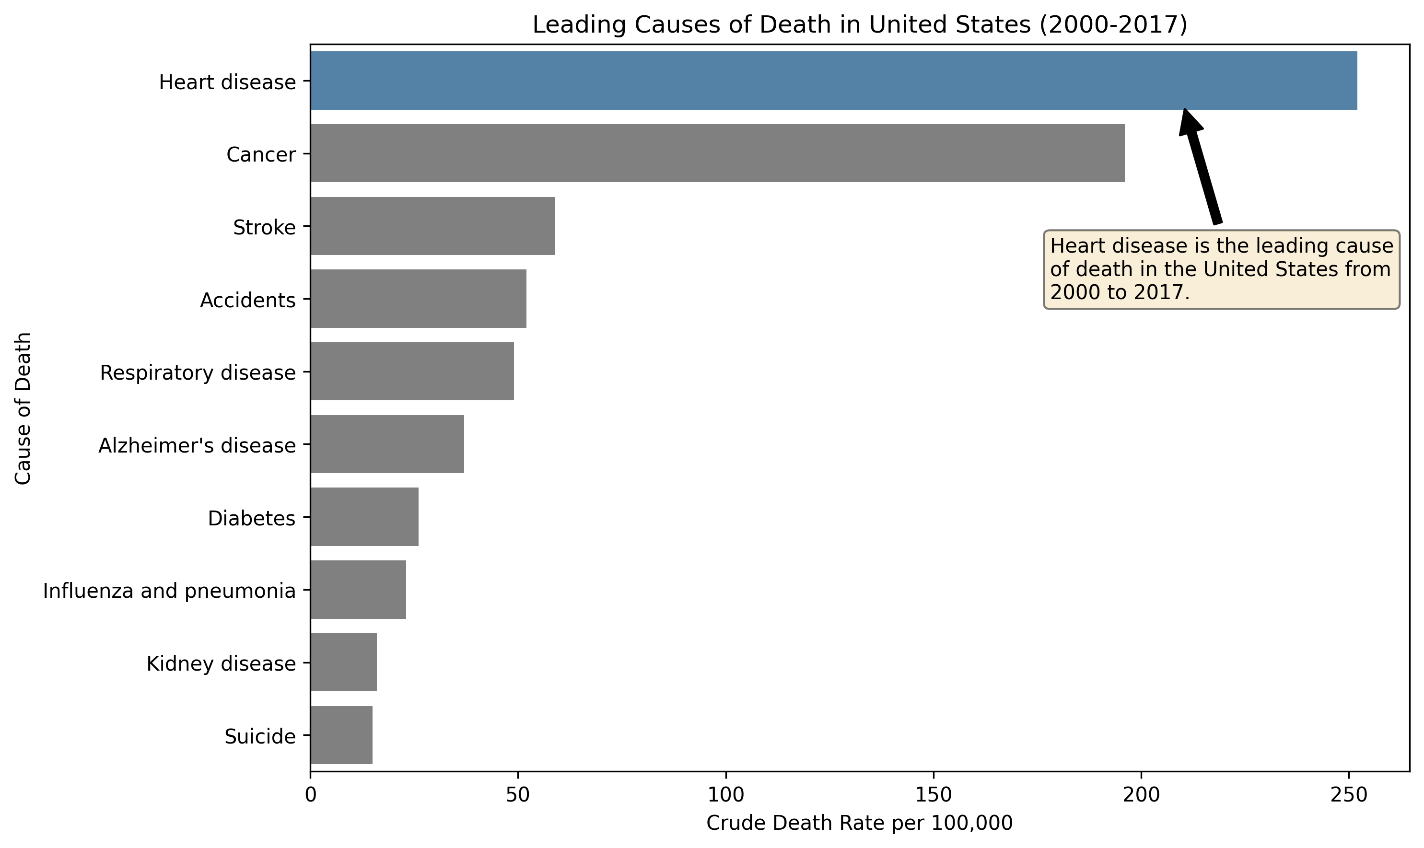 Leading Causes of Death in United States (2000-2017)
Heart disease
Cancer
Stroke
Accidents
Respiratory disease
Alzheimer's disease
Diabetes
Influenza and pneumonia
Kidney disease
Suicide
Cause of Death
Heart disease is the leading cause
of death in the United States from
2000 to 2017.
0 50 100 150 200 250
Crude Death Rate per 100,000